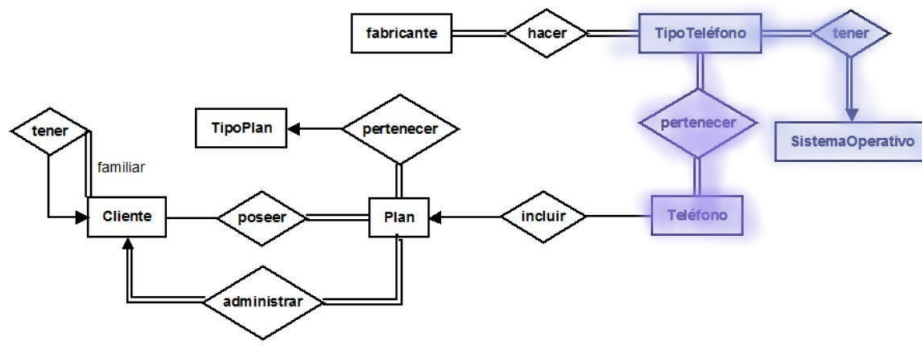 fabricante
hacer
TipoTeléfono
tener
tener
TipoPlan
pertenecer
pertenecer
SistemaOperativo
familiar
Cliente
poseer
Plan
incluir
Teléfono
administrar